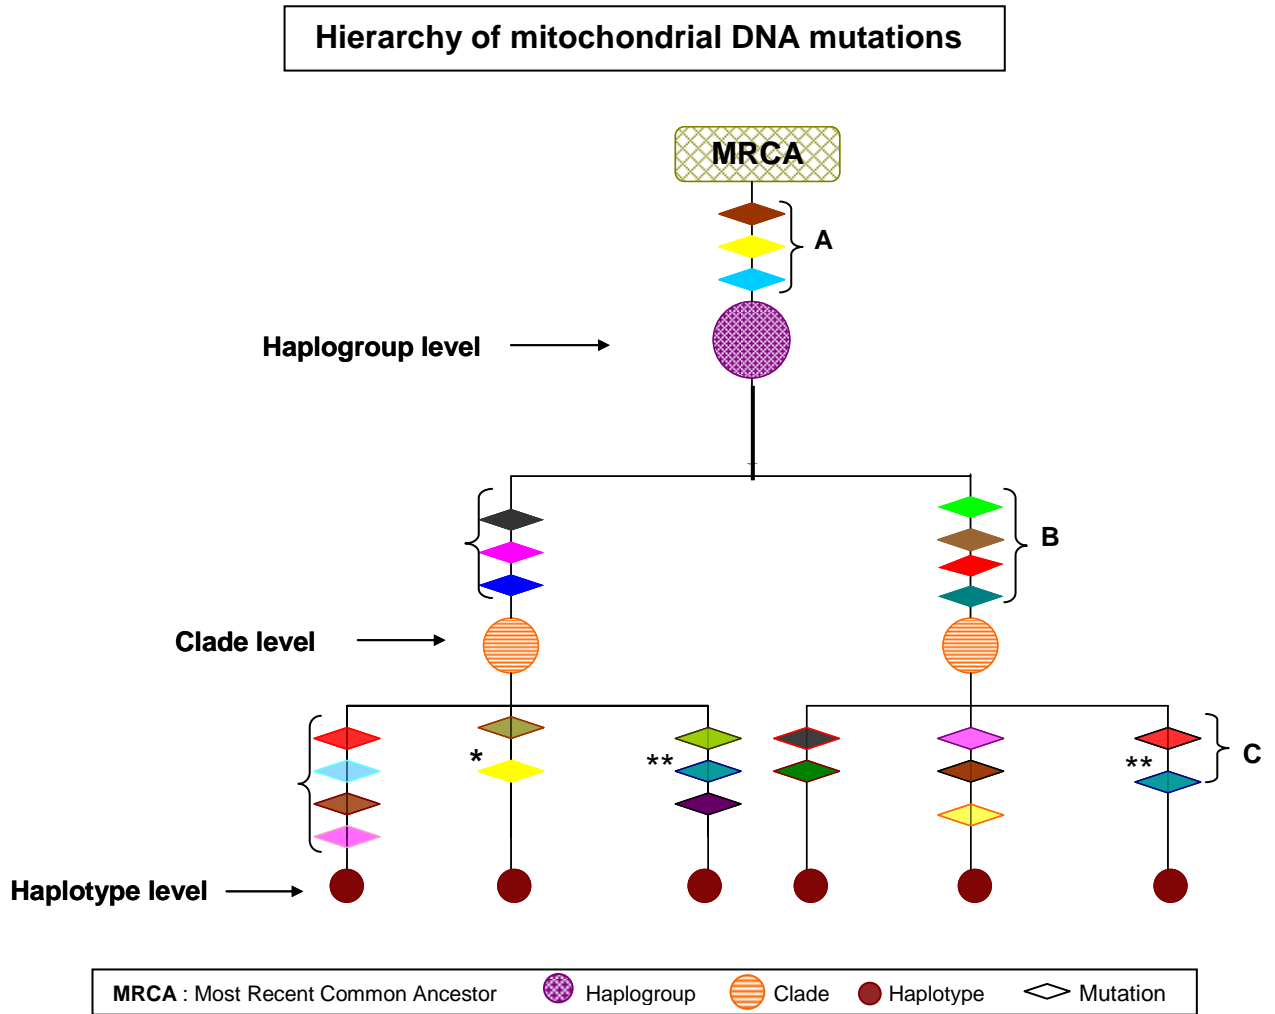 Hierarchy of mitochondrial DNA mutations
MRCA
A
Haplogroup level
B
Clade level
*
**
**
C
Haplotype level
MRCA : Most Recent Common Ancestor Haplogroup Clade Haplotype Mutation